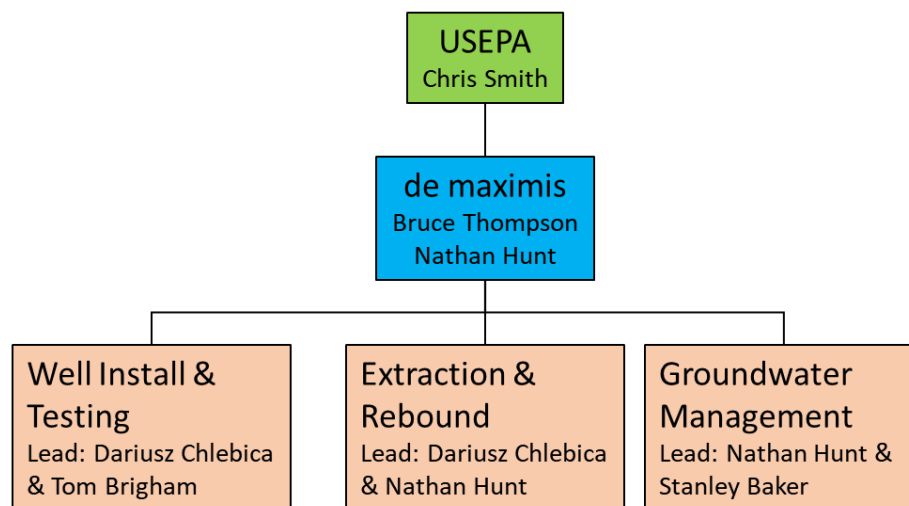 USEPA
Chris Smith
de maximis
Bruce Thompson
Nathan Hunt
Well Install &
Testing
Lead: Dariusz Chlebica
& Tom Brigham
Extraction &
Rebound
Lead: Dariusz Chlebica
& Nathan Hunt
Groundwater
Management
Lead: Nathan Hunt &
Stanley Baker